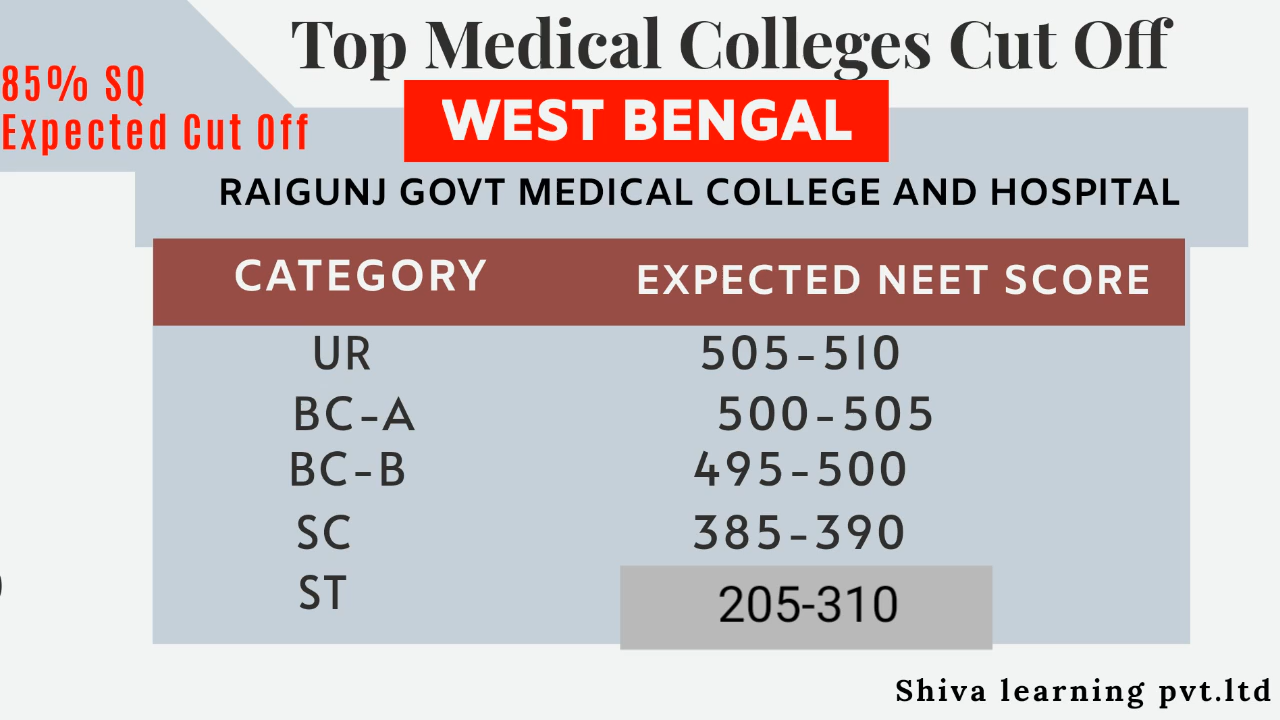 Top Medical Colleges Cut Off
85% SQ
Expected Cut Off
WEST BENGAL
RAIGUNJ GOVT MEDICAL COLLEGE AND HOSPITAL
CATEGORY EXPECTED NEET SCORE
UR 505-510
BC-A 500-505
BC-B 495-500
SC 385-390
ST 205-310
Shiva learning pvt.ltd